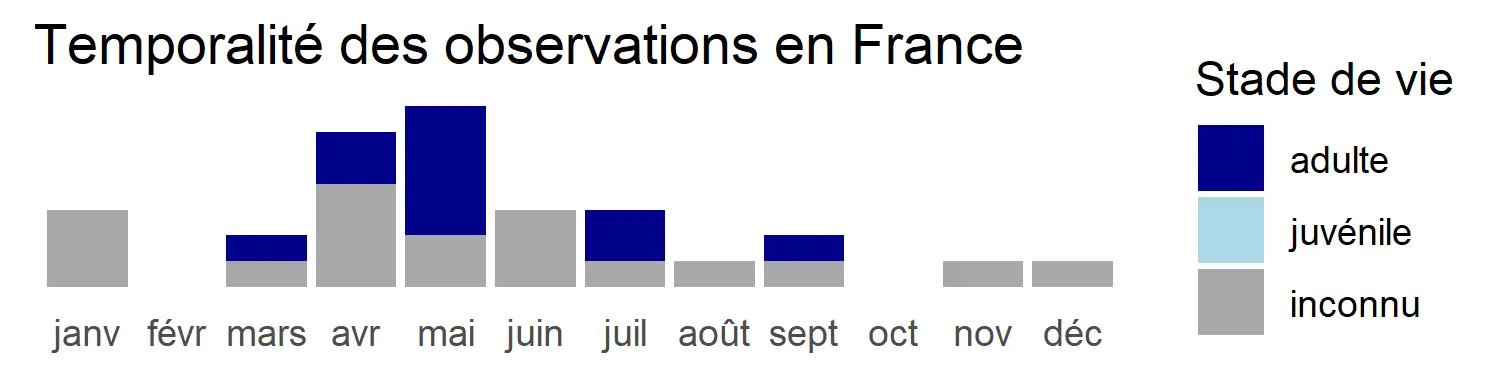 Temporalité des observations en France
janv févr mars avr mai juin juil août sept oct nov déc
Stade de vie
adulte
juvénile
inconnu